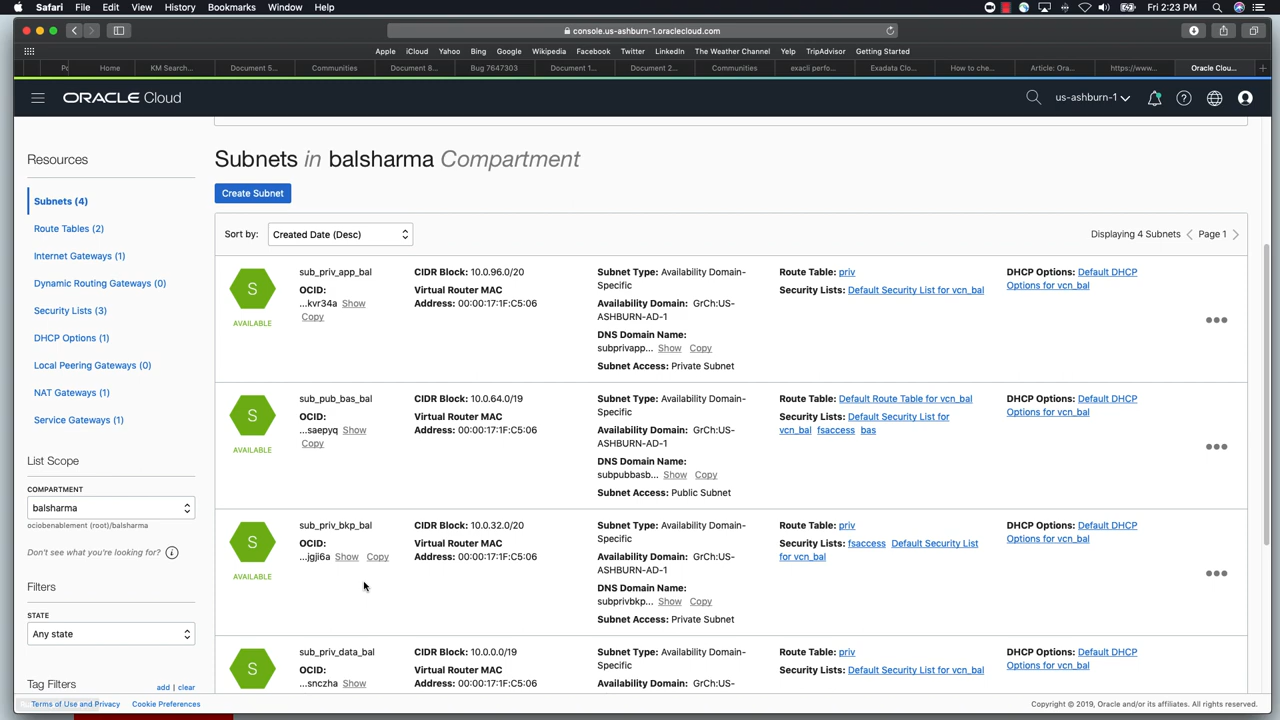 Safari File Edit View History Bookmarks Window Help Fri 2:23 PM
console.us-ashburn-1.oraclecloud.com
Apple iCloud Yahoo Bing Google Wikipedia Facebook Twitter LinkedIn The Weather Channel Yelp TripAdvisor Getting Started
Home KM Search... Document 5... Communities Document 8... Bug 7647303 Document 1... Document 2... Communities exacli perfo... Exadata Clo... How to che... Article: Ora... https://www... Oracle Clou...
ORACLE Cloud us-ashburn-1
Resources
Subnets (4)
Route Tables (2)
Internet Gateways (1)
Dynamic Routing Gateways (0)
Security Lists (3)
DHCP Options (1)
Local Peering Gateways (0)
NAT Gateways (1)
Service Gateways (1)
List Scope
COMPARTMENT
balsharma
ociobenablement (root)/balsharma
Don't see what you're looking for? i
Filters
STATE
Any state
Tag Filters add | clear
Subnets in balsharma Compartment
Create Subnet
Sort by: Created Date (Desc) Displaying 4 Subnets Page 1
S
AVAILABLE
sub_priv_app_bal
OCID:
...kvr34a Show
Copy
CIDR Block: 10.0.96.0/20
Virtual Router MAC
Address: 00:00:17:1F:C5:06
Subnet Type: Availability Domain-
Specific
Availability Domain: GrCh:US-
ASHBURN-AD-1
DNS Domain Name:
subprivapp... Show Copy
Subnet Access: Private Subnet
Route Table: priv
Security Lists: Default Security List for vcn_bal
DHCP Options: Default DHCP
Options for vcn_bal
S
AVAILABLE
sub_pub_bas_bal
OCID:
...saepyq Show
Copy
CIDR Block: 10.0.64.0/19
Virtual Router MAC
Address: 00:00:17:1F:C5:06
Subnet Type: Availability Domain-
Specific
Availability Domain: GrCh:US-
ASHBURN-AD-1
DNS Domain Name:
subpubbasb... Show Copy
Subnet Access: Public Subnet
Route Table: Default Route Table for vcn_bal
Security Lists: Default Security List for
vcn_bal fsaccess bas
DHCP Options: Default DHCP
Options for vcn_bal
S
AVAILABLE
sub_priv_bkp_bal
OCID:
...jgji6a Show Copy
CIDR Block: 10.0.32.0/20
Virtual Router MAC
Address: 00:00:17:1F:C5:06
Subnet Type: Availability Domain-
Specific
Availability Domain: GrCh:US-
ASHBURN-AD-1
DNS Domain Name:
subprivbkp... Show Copy
Subnet Access: Private Subnet
Route Table: priv
Security Lists: fsaccess Default Security List
for vcn_bal
DHCP Options: Default DHCP
Options for vcn_bal
S
sub_priv_data_bal
OCID:
...snczha Show
CIDR Block: 10.0.0.0/19
Virtual Router MAC
Address: 00:00:17:1F:C5:06
Subnet Type: Availability Domain-
Specific
Availability Domain: GrCh:US-
Route Table: priv
Security Lists: Default Security List for vcn_bal
DHCP Options: Default DHCP
Options for vcn_bal
Terms of Use and Privacy Cookie Preferences Copyright © 2019, Oracle and/or its affiliates. All rights reserved.